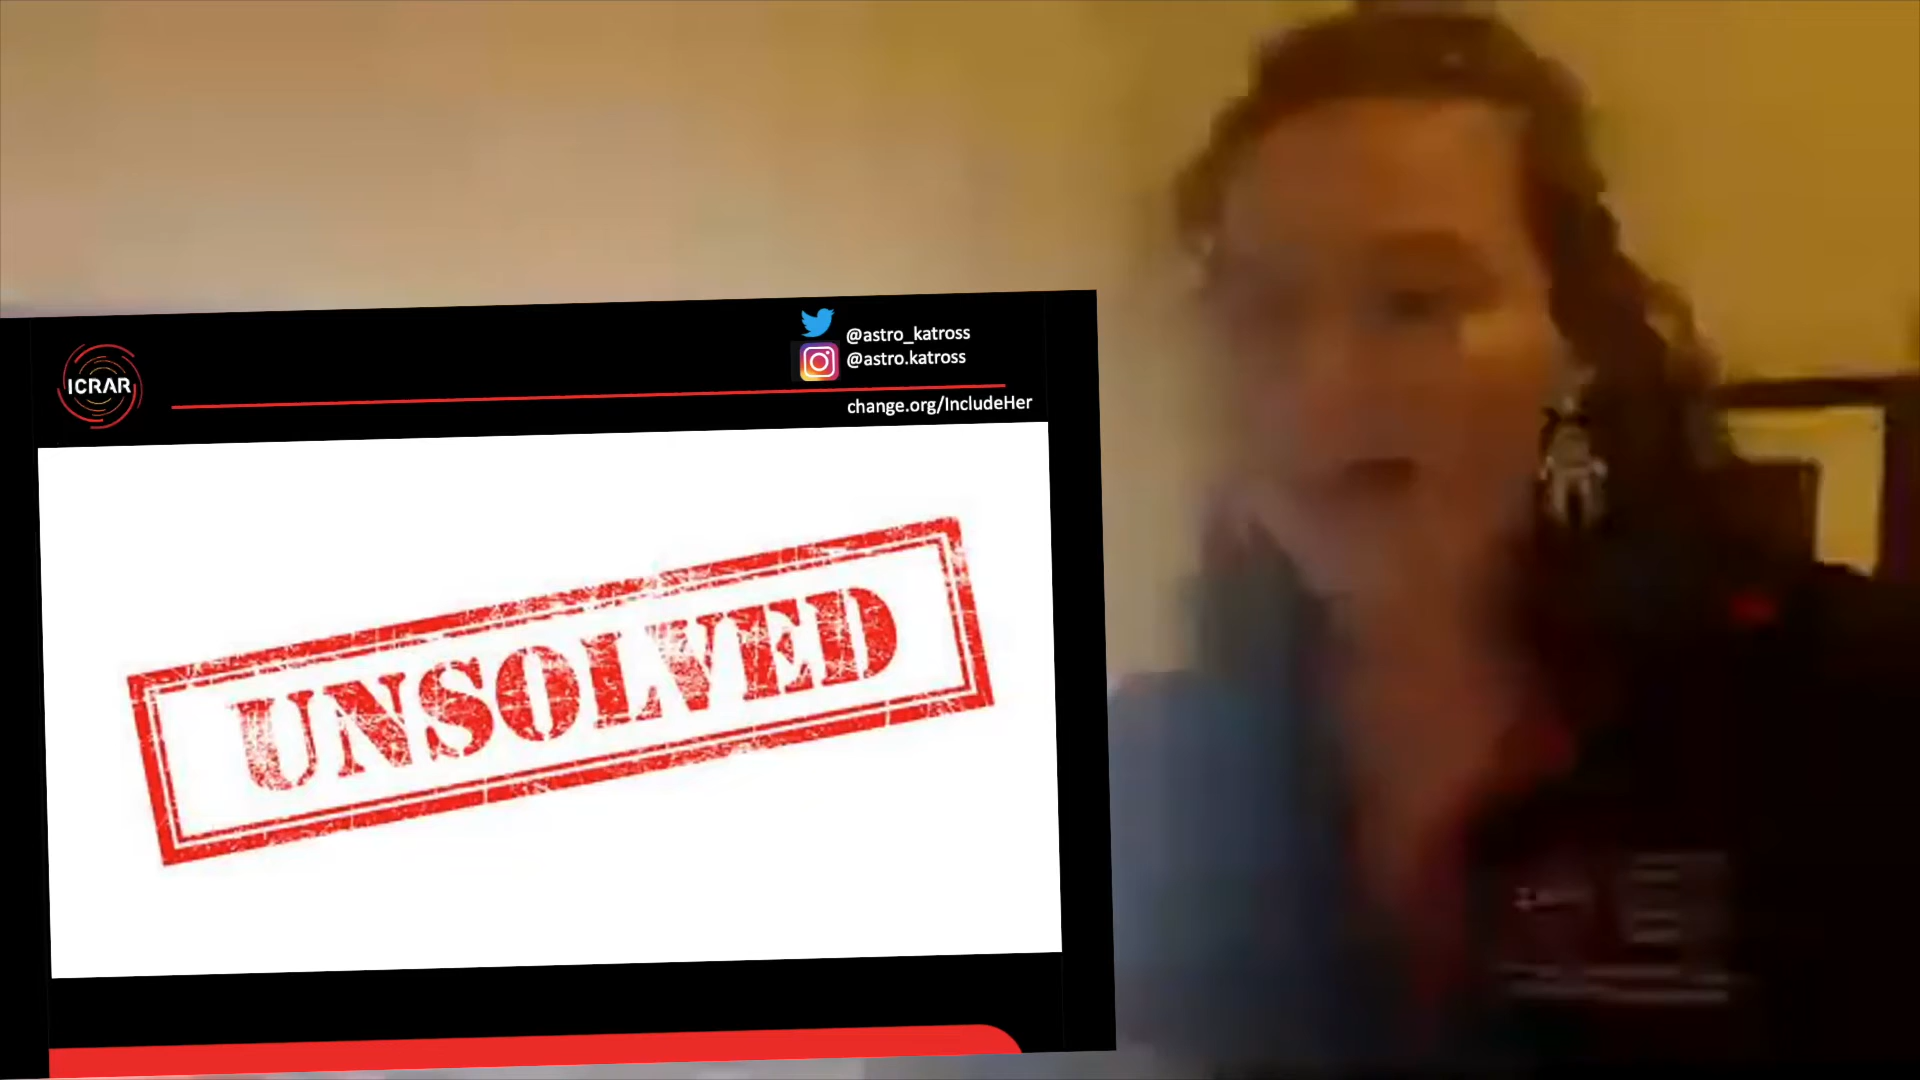 @astro_katross
ICRAR
@astro.katross
change.org/IncludeHer
UNSOLVED